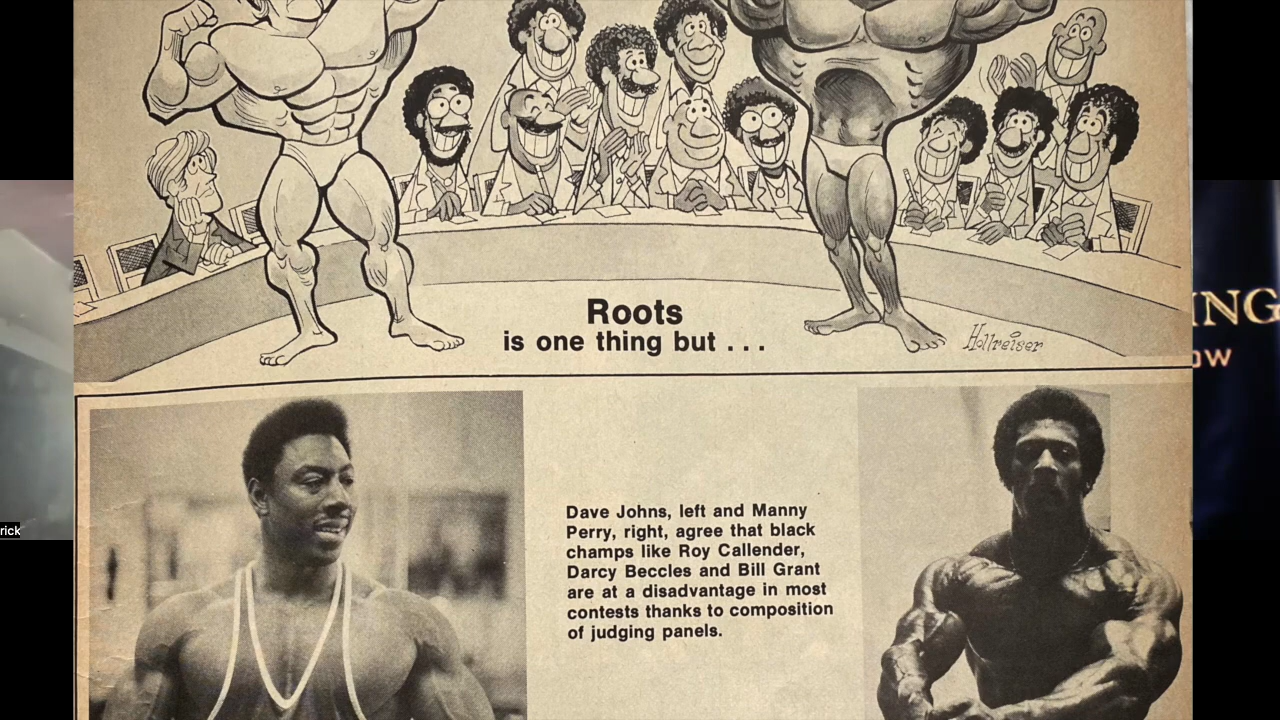 Roots
is one thing but . . .
Hollreiser
Dave Johns, left and Manny
Perry, right, agree that black
champs like Roy Callender,
Darcy Beccles and Bill Grant
are at a disadvantage in most
contests thanks to composition
of judging panels.
rick
ING
OW